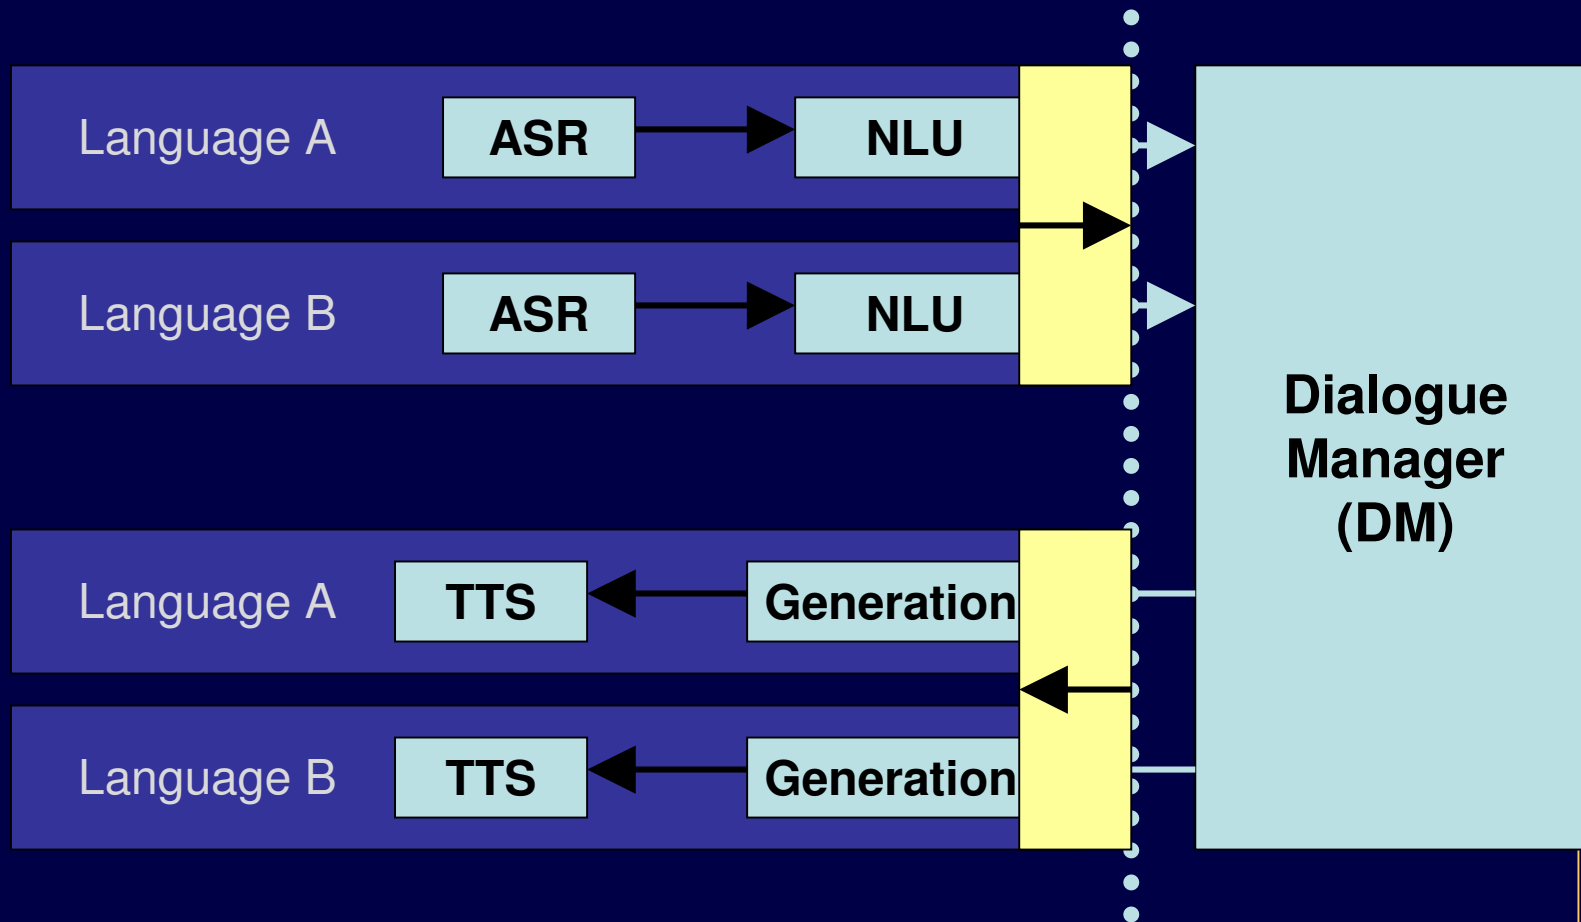 Language A ASR NLU
Language B ASR NLU
Dialogue
Manager
(DM)
Language A TTS Generation
Language B TTS Generation